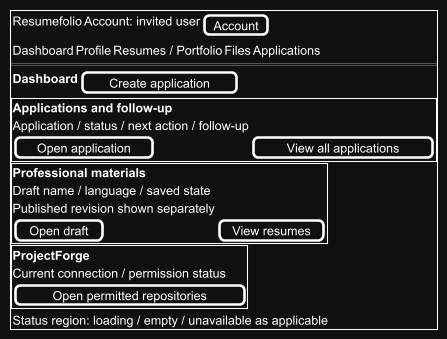 Resumefolio Account: invited user Account
Dashboard Profile Resumes / Portfolio Files Applications
Dashboard Create application
Applications and follow-up
Application / status / next action / follow-up
Open application View all applications
Professional materials
Draft name / language / saved state
Published revision shown separately
Open draft View resumes
ProjectForge
Current connection / permission status
Open permitted repositories
Status region: loading / empty / unavailable as applicable